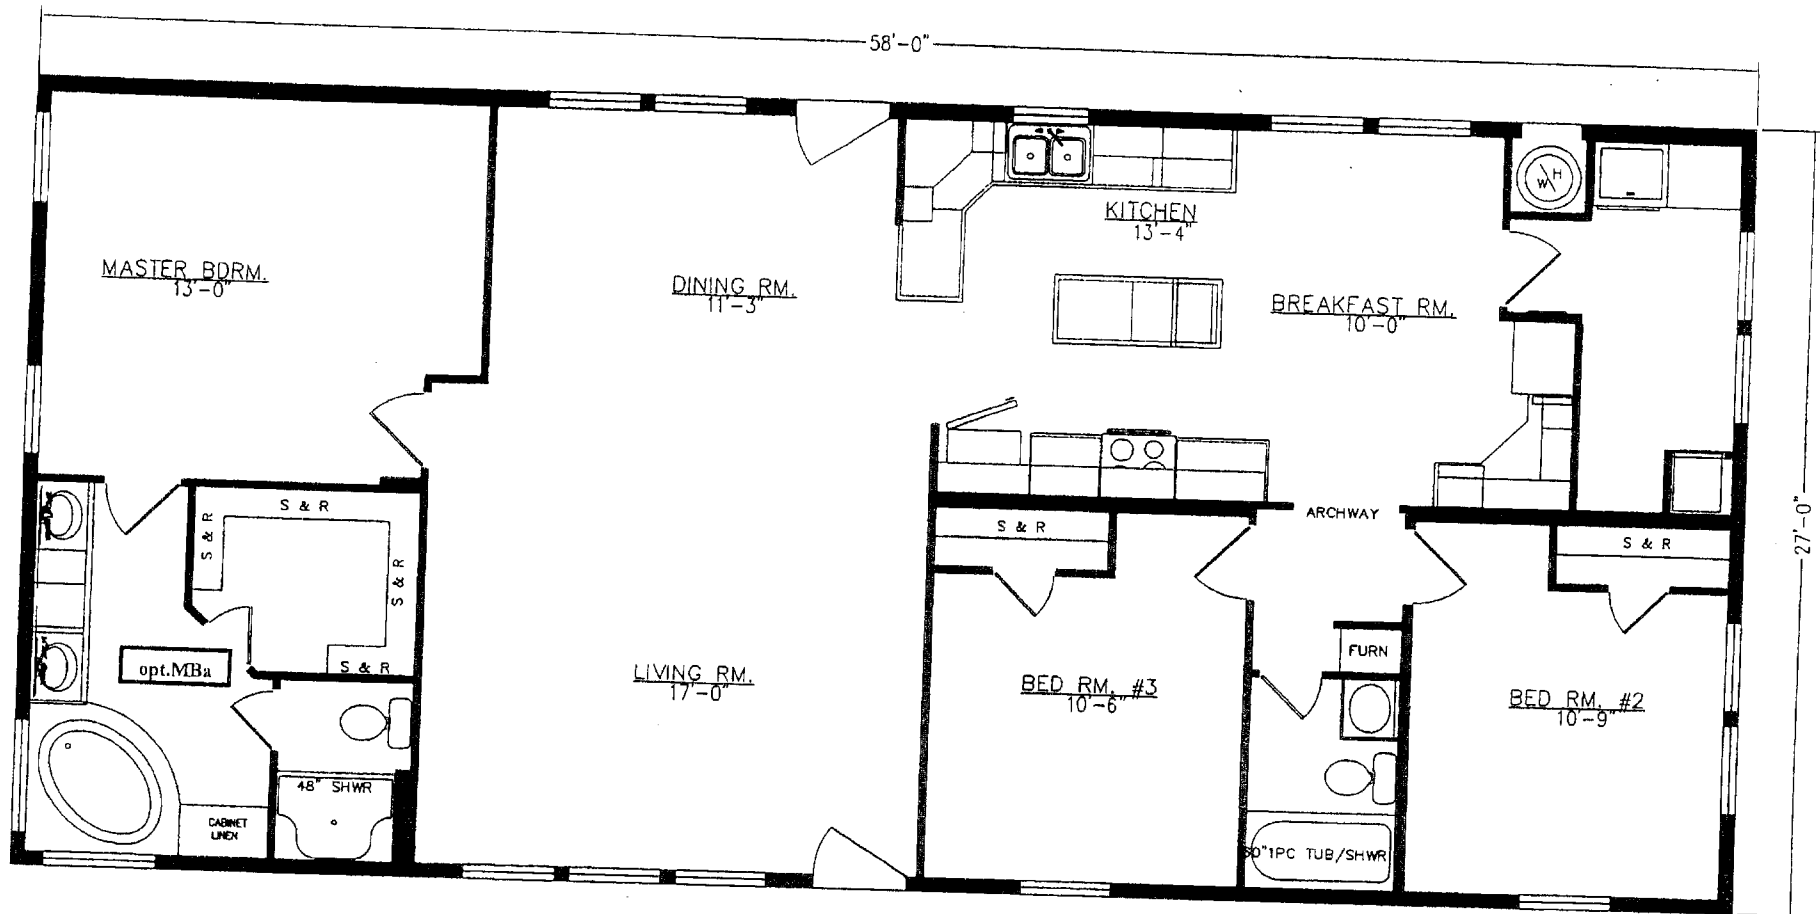 58'-0"
W/H
KITCHEN
13'-4"
MASTER BDRM.
13'-0"
DINING RM.
11'-3"
BREAKFAST RM.
10'-0"
S & R
S & R
S & R
S & R
S & R
ARCHWAY
S & R
27'-0"
opt.MBa
FURN
LIVING RM.
17'-0"
BED RM. #3
10'-6"
BED RM. #2
10'-9"
48" SHWR
CABINET
LINEN
60"1PC TUB/SHWR